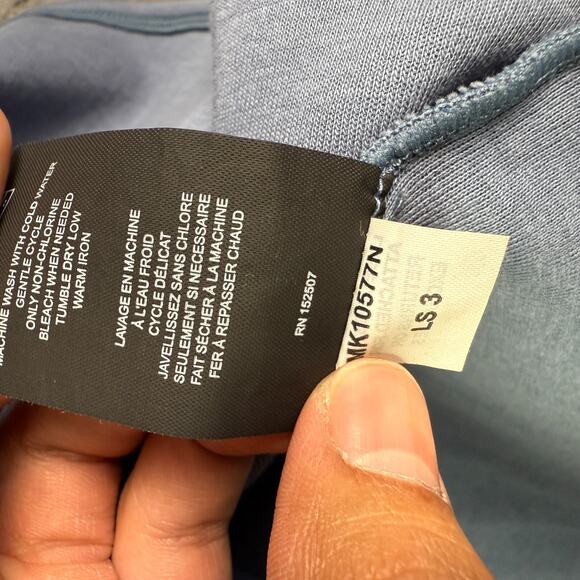 MACHINE WASH WITH COLD WATER
GENTLE CYCLE
ONLY NON-CHLORINE
BLEACH WHEN NEEDED
TUMBLE DRY LOW
WARM IRON
LAVAGE EN MACHINE
À L'EAU FROID
CYCLE DÉLICAT
JAVELLISEZ SANS CHLORE
SEULEMENT SI NECESSAIRE
FAIT SÉCHER À LA MACHINE
FER À REPASSER CHAUD
RN 152507
MK10577N
LS 3